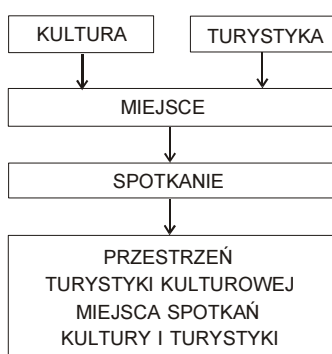 KULTURA
TURYSTYKA
MIEJSCE
SPOTKANIE
PRZESTRZEŃ
TURYSTYKI KULTUROWEJ
MIEJSCA SPOTKAŃ
KULTURY I TURYSTYKI